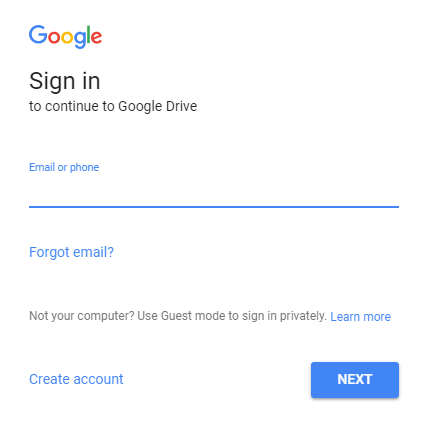 Google
Sign in
to continue to Google Drive
Email or phone
Forgot email?
Not your computer? Use Guest mode to sign in privately. Learn more
Create account
NEXT